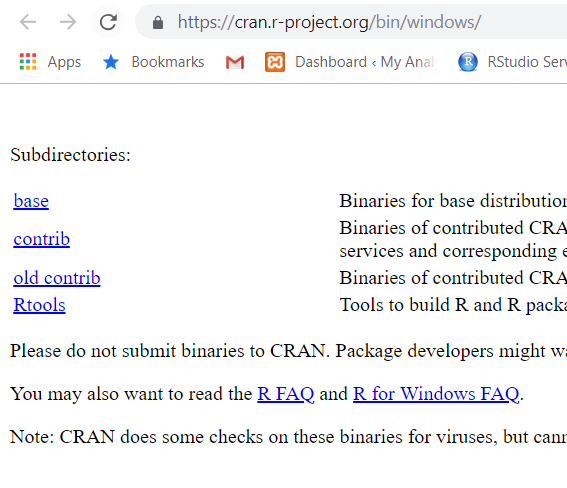 https://cran.r-project.org/bin/windows/
Apps Bookmarks Dashboard ‹ My Anal RStudio Serv
Subdirectories:
base Binaries for base distribution
contrib Binaries of contributed CRA
services and corresponding e
old contrib Binaries of contributed CRA
Rtools Tools to build R and R packa
Please do not submit binaries to CRAN. Package developers might wa
You may also want to read the R FAQ and R for Windows FAQ.
Note: CRAN does some checks on these binaries for viruses, but cann